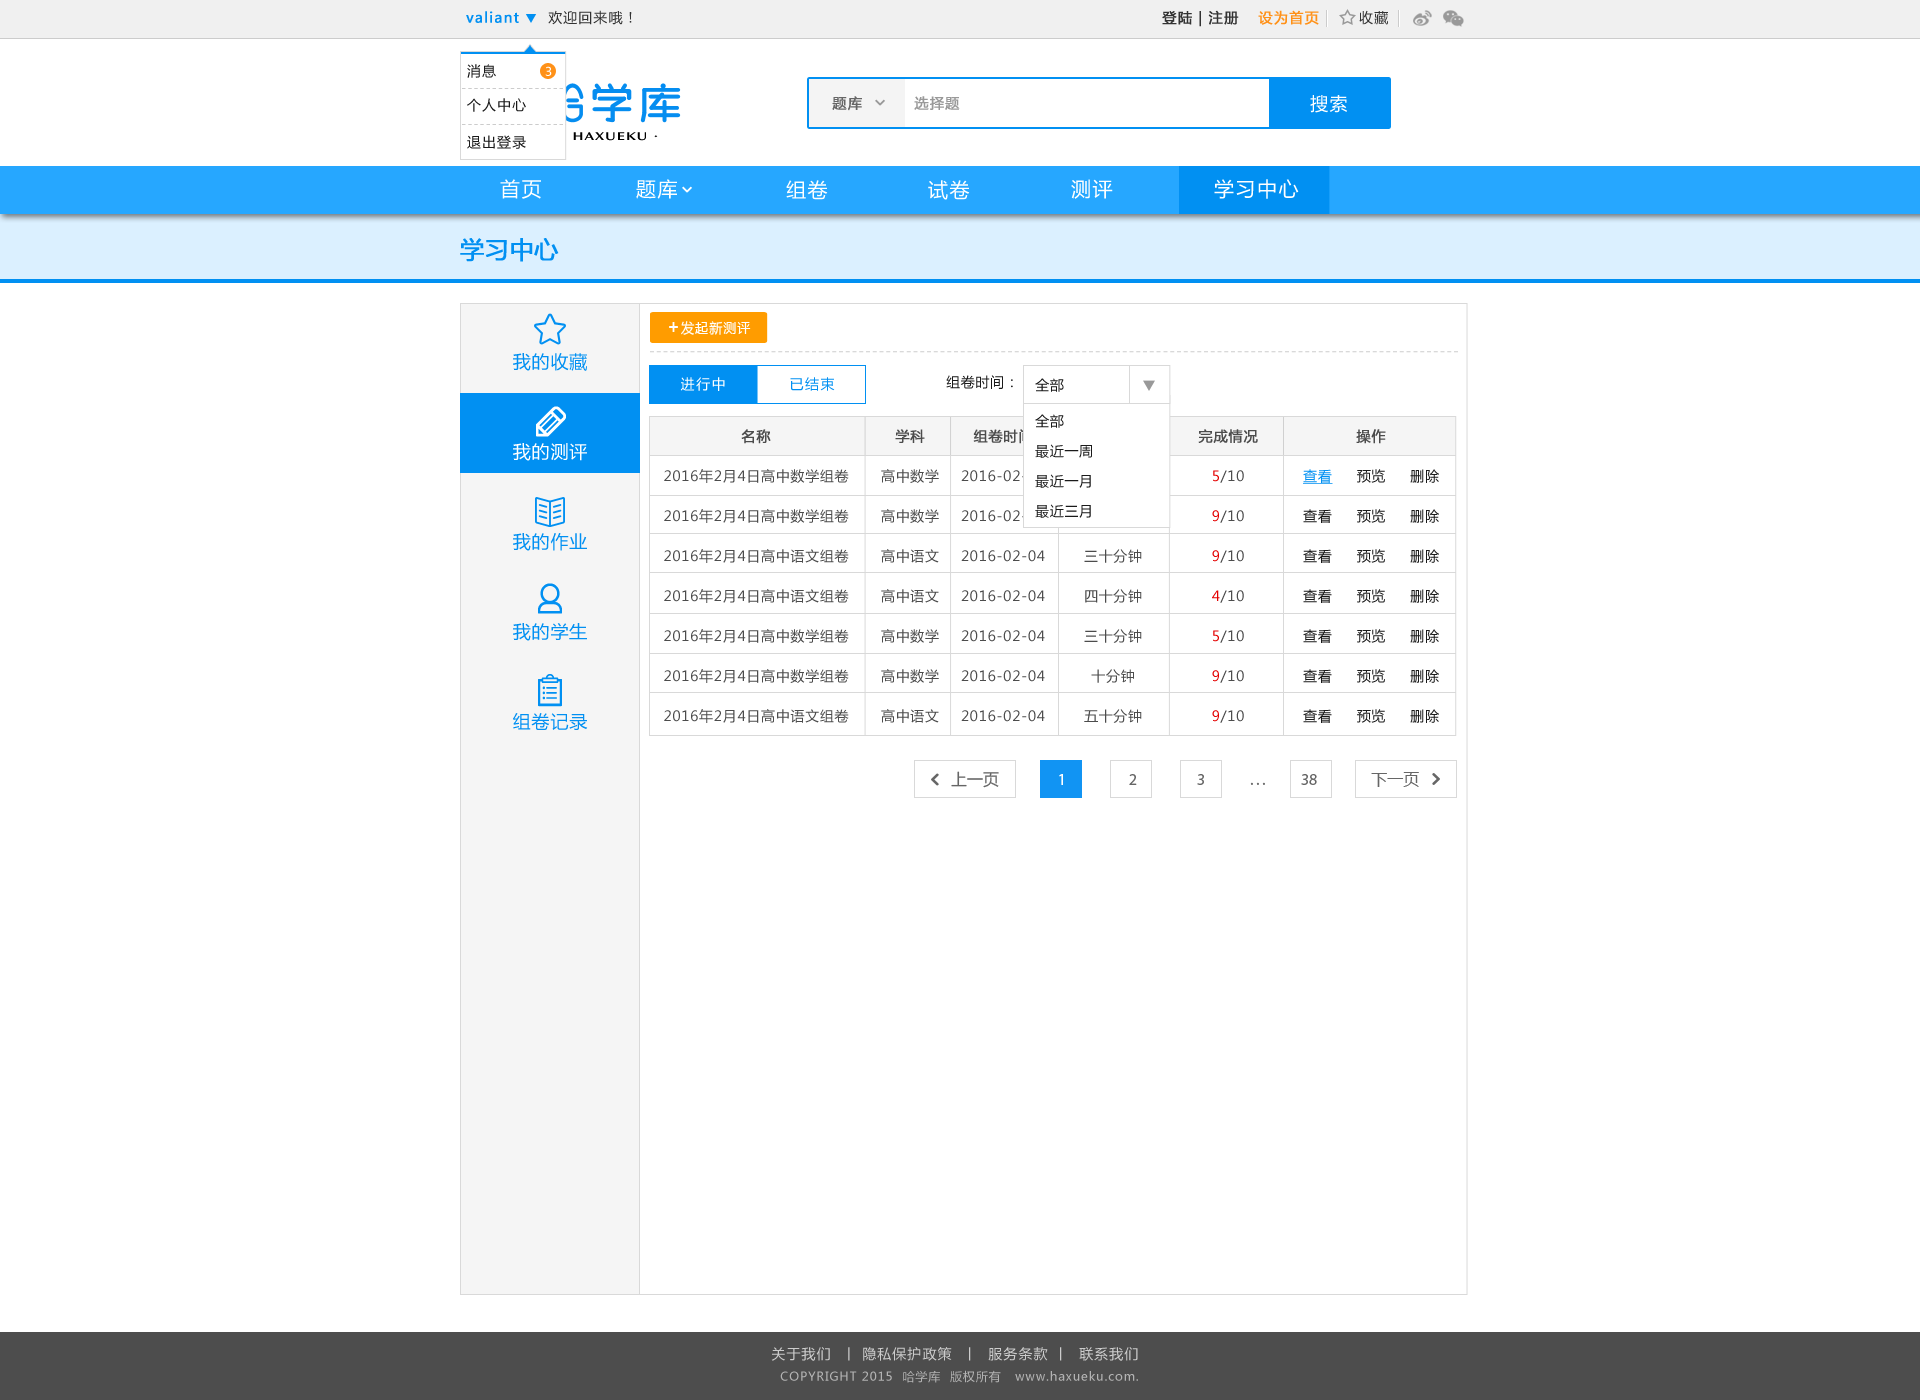 valiant ▼ 欢迎回来哦！
登陆 | 注册 设为首页 收藏
消息 3
个人中心
退出登录
学库
HAXUEKU ·
题库 选择题 搜索
首页 题库 组卷 试卷 测评 学习中心
学习中心
我的收藏
我的测评
我的作业
我的学生
组卷记录
+发起新测评
进行中 已结束 组卷时间： 全部 ▼
全部
最近一周
最近一月
最近三月
名称 学科 组卷时 完成情况 操作
2016年2月4日高中数学组卷 高中数学 2016-02- 5/10 查看 预览 删除
2016年2月4日高中数学组卷 高中数学 2016-02- 9/10 查看 预览 删除
2016年2月4日高中语文组卷 高中语文 2016-02-04 三十分钟 9/10 查看 预览 删除
2016年2月4日高中语文组卷 高中语文 2016-02-04 四十分钟 4/10 查看 预览 删除
2016年2月4日高中数学组卷 高中数学 2016-02-04 三十分钟 5/10 查看 预览 删除
2016年2月4日高中数学组卷 高中数学 2016-02-04 十分钟 9/10 查看 预览 删除
2016年2月4日高中语文组卷 高中语文 2016-02-04 五十分钟 9/10 查看 预览 删除
上一页 1 2 3 ... 38 下一页
关于我们 | 隐私保护政策 | 服务条款 | 联系我们
COPYRIGHT 2015 哈学库 版权所有 www.haxueku.com.